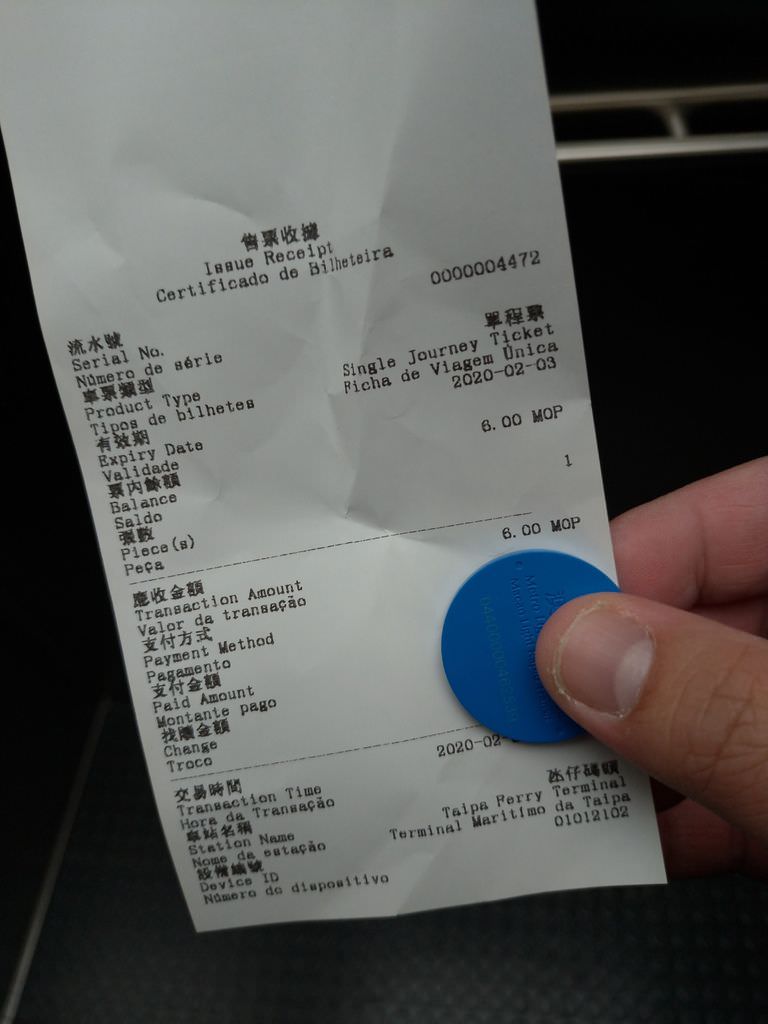 售票收據
Issue Receipt
Certificado de Bilheteira
流水號
Serial No.
0000004472
Número de série
車票類型
單程票
Product Type
Single Journey Ticket
Tipos de bilhetes
Ficha de Viagem Única
有效期
2020-02-03
Expiry Date
Validade
票內餘額
6.00 MOP
Balance
Saldo
張數
1
Piece(s)
Peça
應收金額
6.00 MOP
Transaction Amount
Valor da transação
支付方式
Payment Method
Pagamento
支付金額
Paid Amount
Montante pago
找贖金額
Change
Troco
交易時間
2020-02-
Transaction Time
Hora da Transação
車站名稱
氹仔碼頭
Station Name
Taipa Ferry Terminal
Nome da estação
Terminal Marítimo da Taipa
設備編號
01012102
Device ID
Número do dispositivo